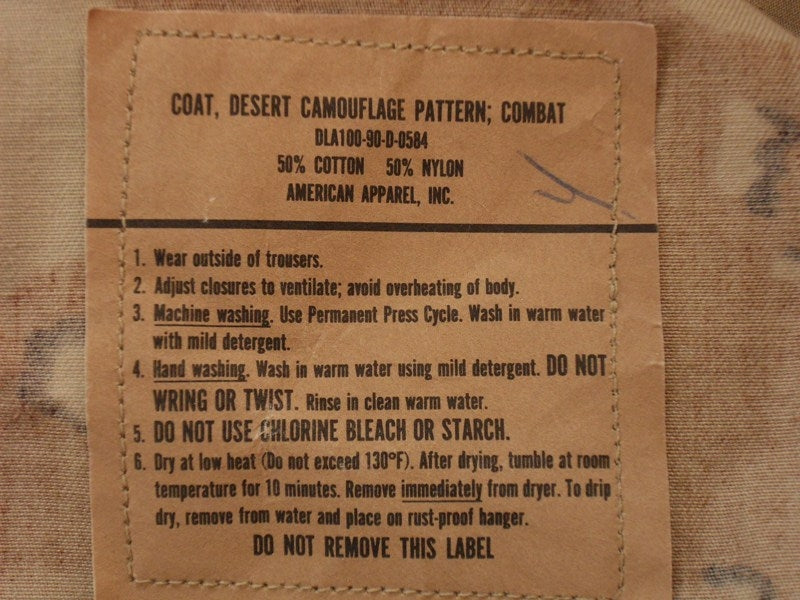 COAT, DESERT CAMOUFLAGE PATTERN; COMBAT
DLA100-90-D-0584
50% COTTON 50% NYLON
AMERICAN APPAREL, INC.
4
1. Wear outside of trousers.
2. Adjust closures to ventilate; avoid overheating of body.
3. Machine washing. Use Permanent Press Cycle. Wash in warm water
with mild detergent.
4. Hand washing. Wash in warm water using mild detergent. DO NOT
WRING OR TWIST. Rinse in clean warm water.
5. DO NOT USE CHLORINE BLEACH OR STARCH.
6. Dry at low heat (Do not exceed 130°F). After drying, tumble at room
temperature for 10 minutes. Remove immediately from dryer. To drip
dry, remove from water and place on rust-proof hanger.
DO NOT REMOVE THIS LABEL